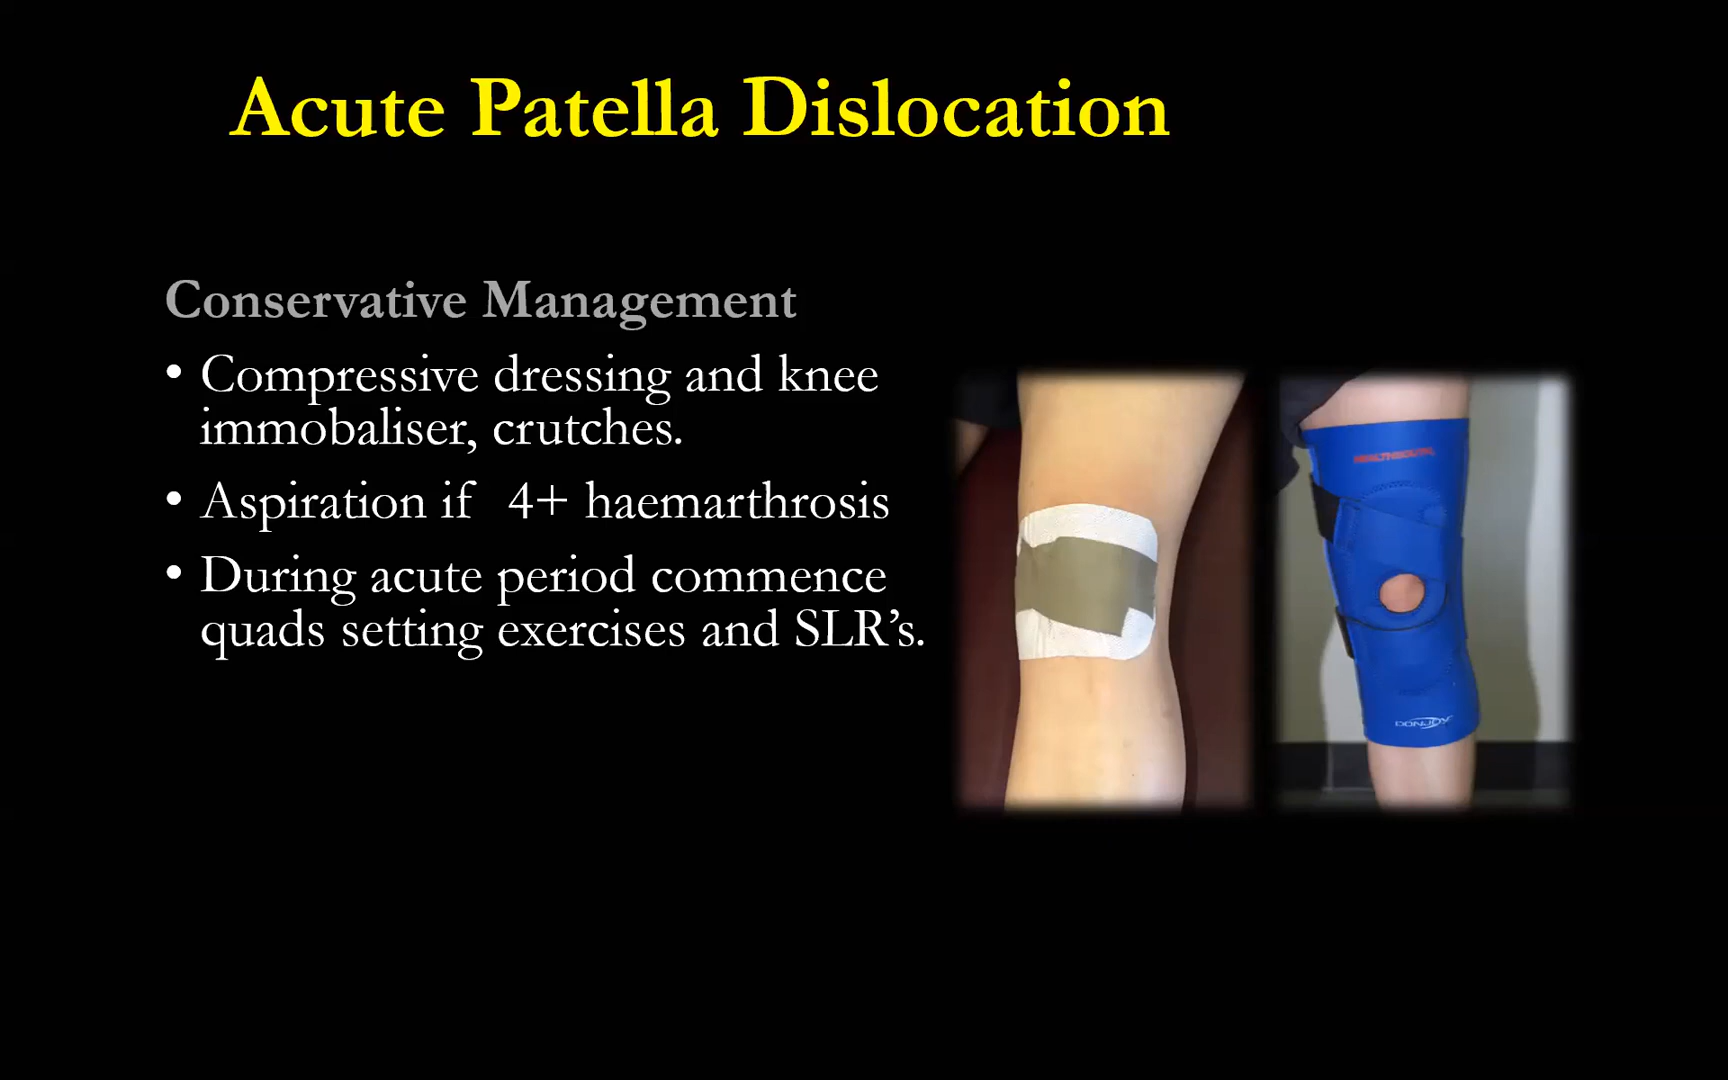 Acute Patella Dislocation
Conservative Management
• Compressive dressing and knee
immobaliser, crutches.
• Aspiration if 4+ haemarthrosis
• During acute period commence
quads setting exercises and SLR’s.
DONJOY